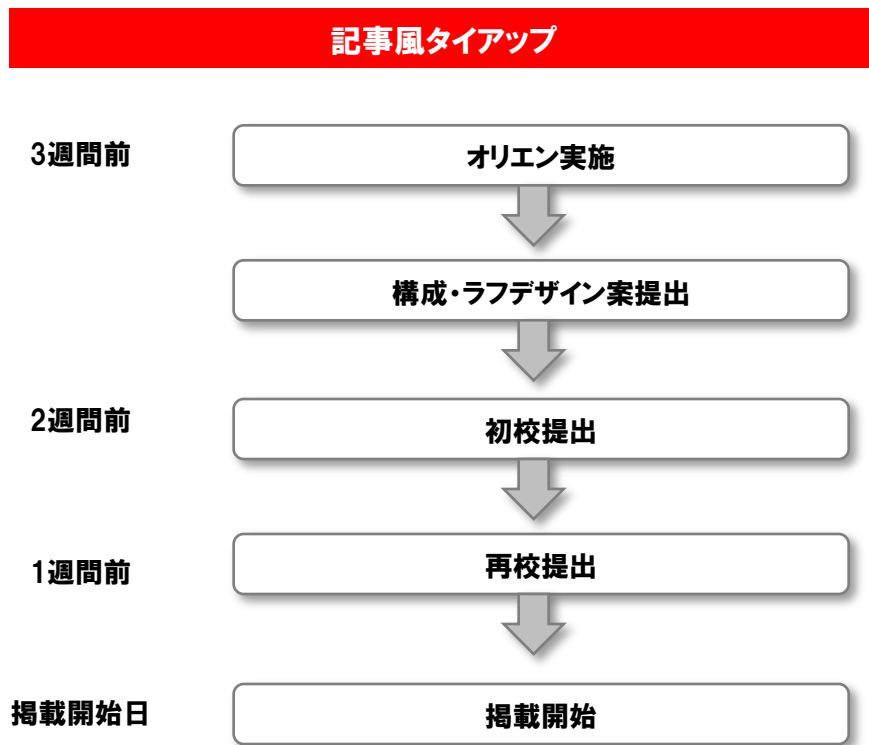 記事風タイアップ
3週間前
オリエン実施
構成・ラフデザイン案提出
2週間前
初校提出
1週間前
再校提出
掲載開始日
掲載開始